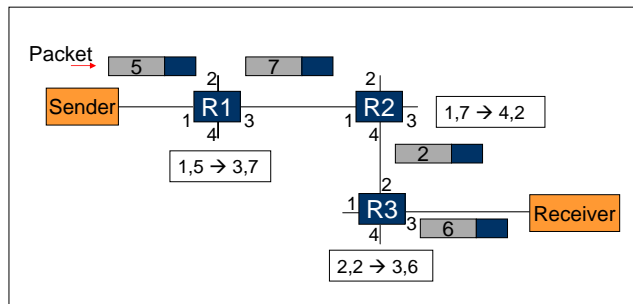 Packet
5
7
Sender
R1
2
1
3
4
1,5 → 3,7
R2
2
1
3
4
1,7 → 4,2
2
R3
2
1
3
4
6
Receiver
2,2 → 3,6